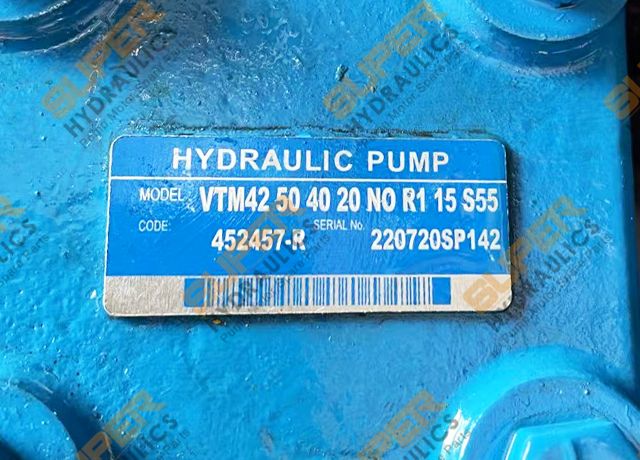 HYDRAULIC PUMP
MODEL VTM42 50 40 20 NO R1 15 S55
CODE: 452457-R SERIAL No. 220720SP142
SUPER
HYDRAULICS